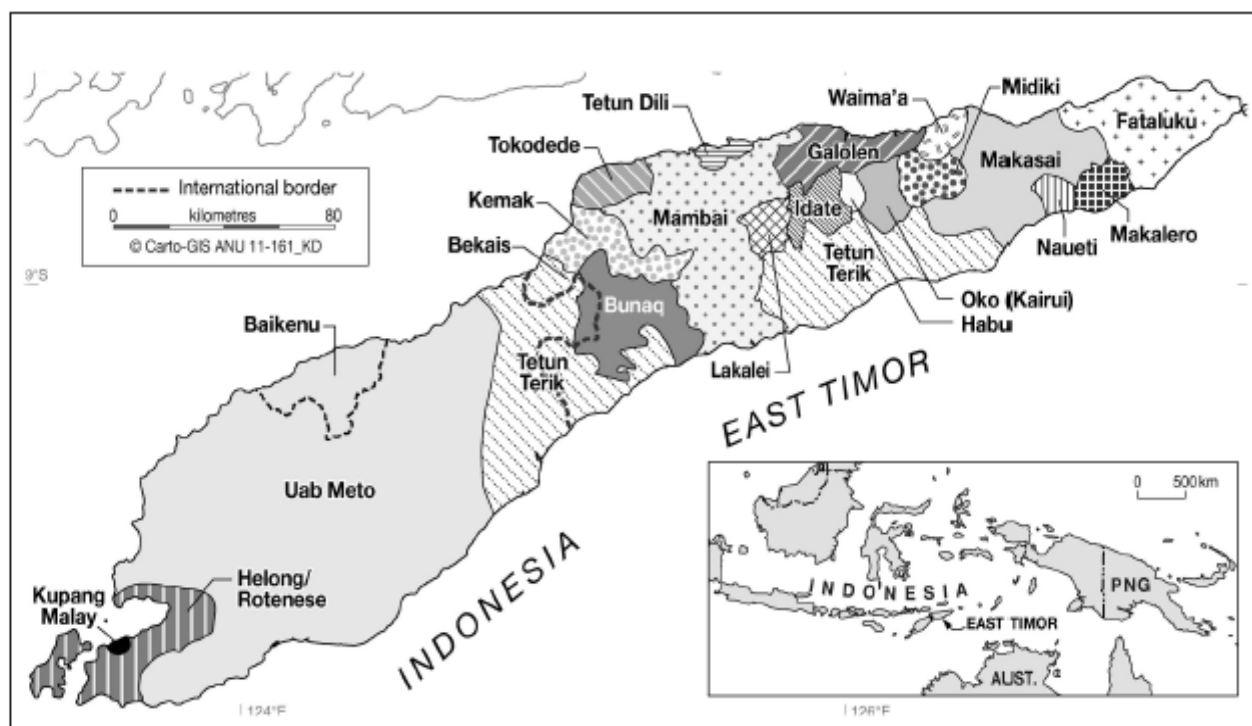 Tetun Dili
Waima'a
Midiki
Fataluku
Tokodede
Galolen
Makasai
International border
0 kilometres 80
© Carto-GIS ANU 11-161_KD
Kemak
Mambai
Idate
Bekais
Naueti
Makalero
9°S
Tetun
Terik
Bunaq
Oko (Kairui)
Habu
Baikenu
Tetun
Terik
Lakalei
EAST TIMOR
Uab Meto
INDONESIA
Helong/
Rotenese
Kupang
Malay
124°E
126°E
0 500km
INDONESIA
PNG
EAST TIMOR
AUST.